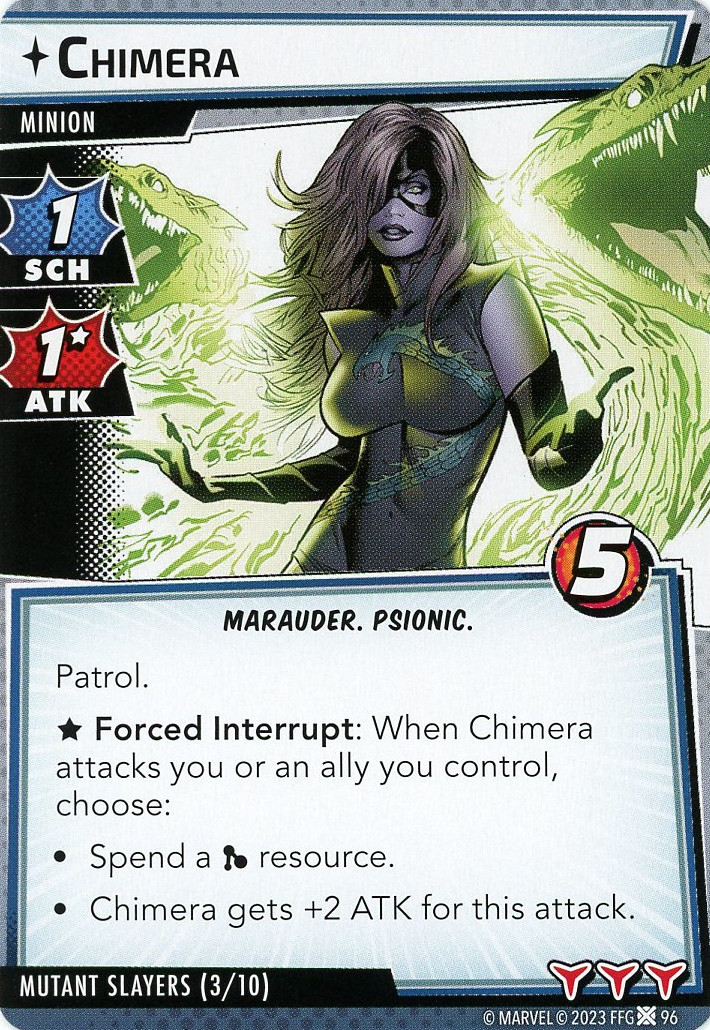 CHIMERA
MINION
1
SCH
1
ATK
5
MARAUDER. PSIONIC.
Patrol.
★ Forced Interrupt: When Chimera
attacks you or an ally you control,
choose:
• Spend a resource.
• Chimera gets +2 ATK for this attack.
MUTANT SLAYERS (3/10)
© MARVEL © 2023 FFG 96